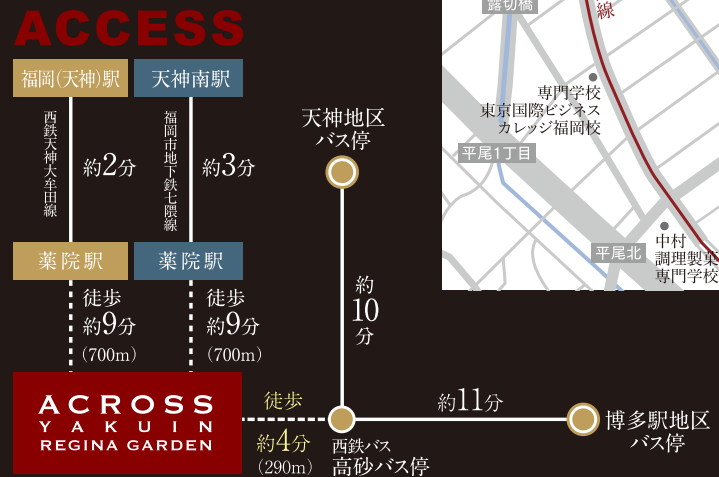 ACCESS
福岡(天神)駅
天神南駅
西鉄天神大牟田線
約2分
福岡市地下鉄七隈線
約3分
薬院駅
薬院駅
徒歩
約9分
(700m)
徒歩
約9分
(700m)
ACROSS
YAKUIN
REGINA GARDEN
徒歩
約4分
(290m)
天神地区
バス停
約
10
分
西鉄バス
高砂バス停
約11分
博多駅地区
バス停
露切橋
線
専門学校
東京国際ビジネス
カレッジ福岡校
平尾1丁目
平尾北
中村
調理製菓
専門学校